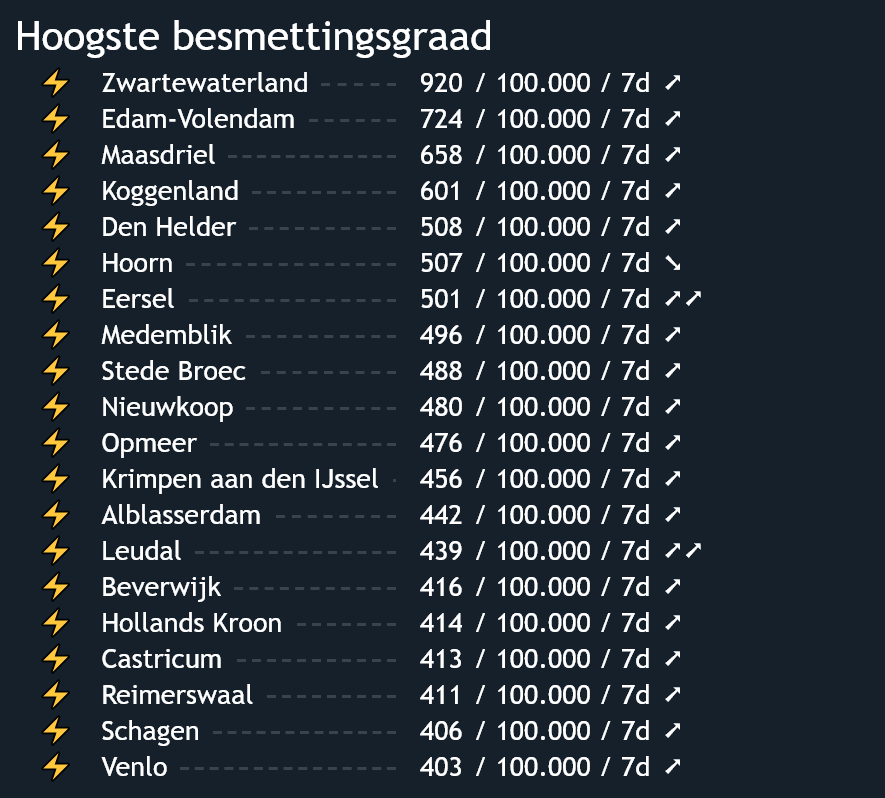 Hoogste besmettingsgraad
⚡ Zwartewaterland ----- 920 / 100.000 / 7d ➚
⚡ Edam-Volendam ------ 724 / 100.000 / 7d ➚
⚡ Maasdriel ----------- 658 / 100.000 / 7d ➚
⚡ Koggenland --------- 601 / 100.000 / 7d ➚
⚡ Den Helder --------- 508 / 100.000 / 7d ➚
⚡ Hoorn ------------- 507 / 100.000 / 7d ➘
⚡ Eersel ------------- 501 / 100.000 / 7d ➚➚
⚡ Medemblik --------- 496 / 100.000 / 7d ➚
⚡ Stede Broec -------- 488 / 100.000 / 7d ➚
⚡ Nieuwkoop --------- 480 / 100.000 / 7d ➚
⚡ Opmeer ----------- 476 / 100.000 / 7d ➚
⚡ Krimpen aan den IJssel - 456 / 100.000 / 7d ➚
⚡ Alblasserdam ------- 442 / 100.000 / 7d ➚
⚡ Leudal ------------ 439 / 100.000 / 7d ➚➚
⚡ Beverwijk ---------- 416 / 100.000 / 7d ➚
⚡ Hollands Kroon ------ 414 / 100.000 / 7d ➚
⚡ Castricum ---------- 413 / 100.000 / 7d ➚
⚡ Reimerswaal -------- 411 / 100.000 / 7d ➚
⚡ Schagen ----------- 406 / 100.000 / 7d ➚
⚡ Venlo ------------- 403 / 100.000 / 7d ➚